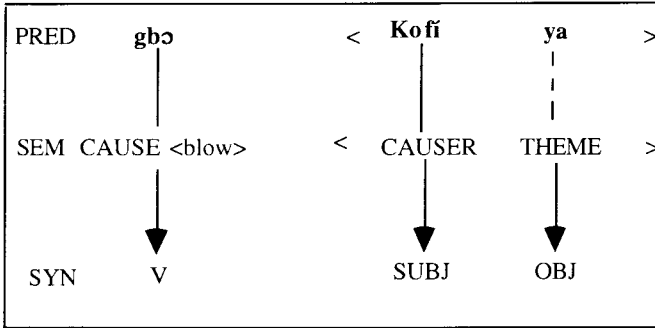 PRED gbɔ < Kofí ya >
SEM CAUSE <blow> < CAUSER THEME >
SYN V SUBJ OBJ